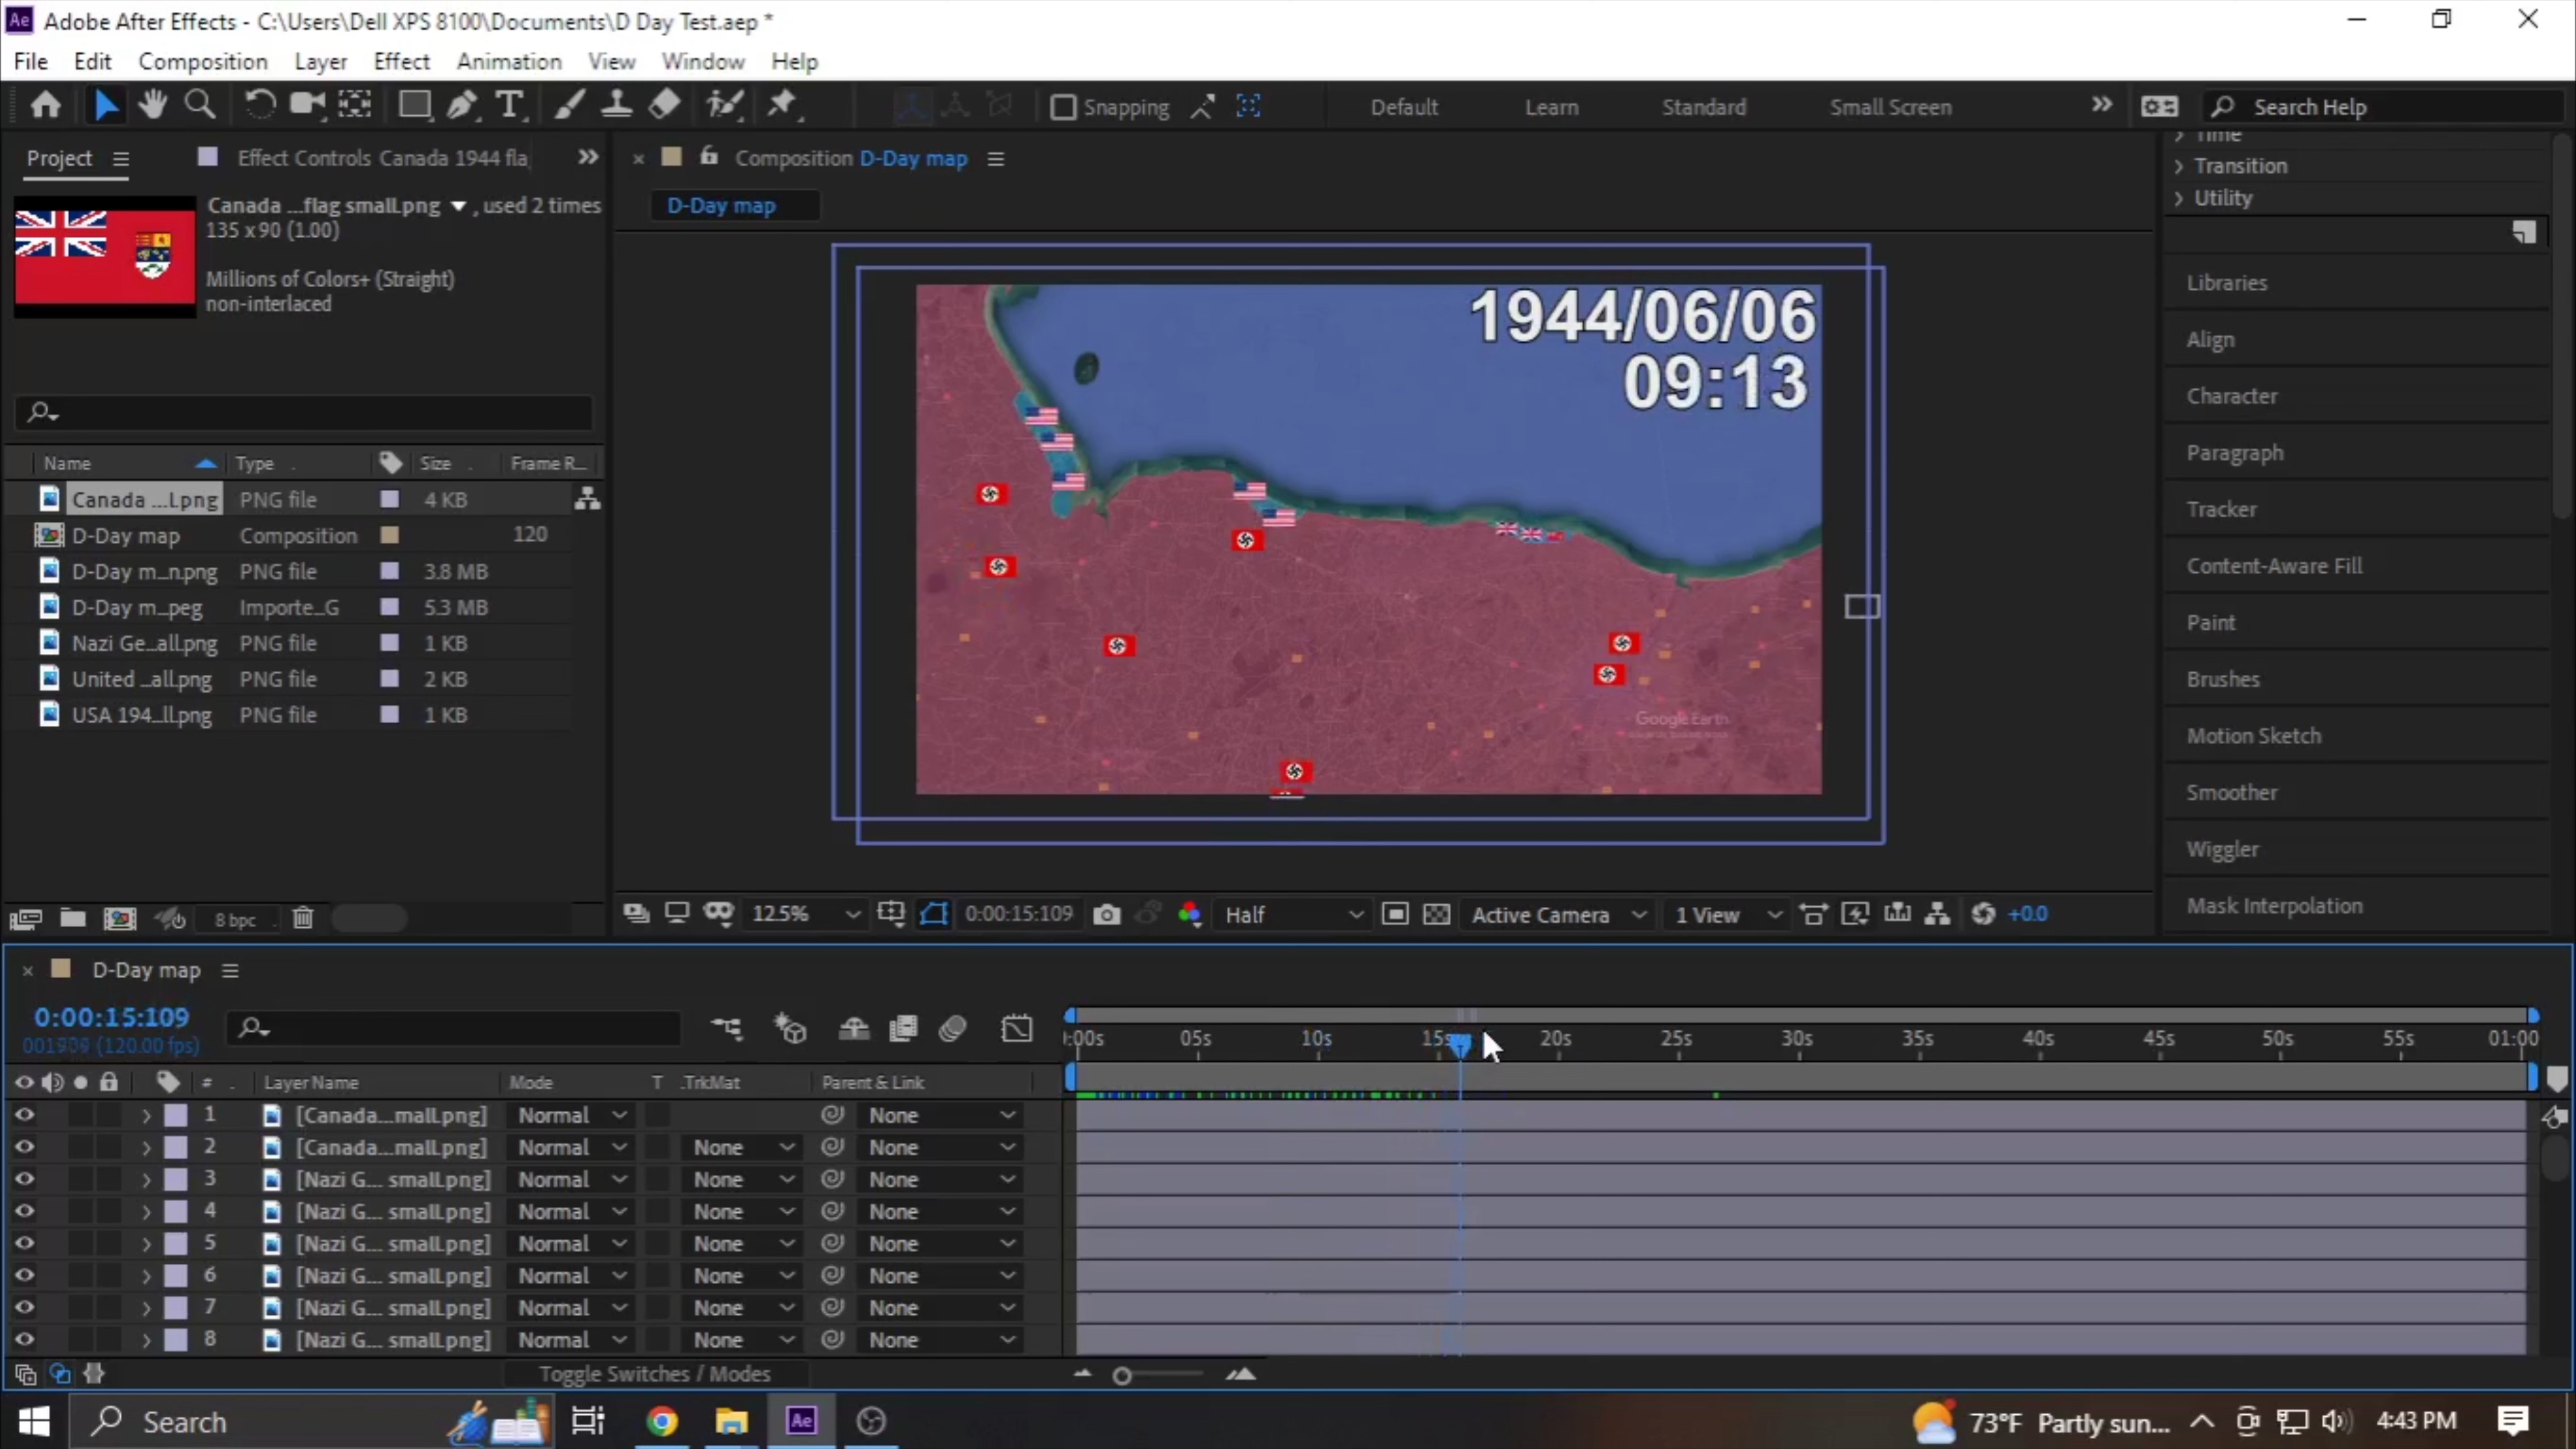 Adobe After Effects - C:\Users\Dell XPS 8100\Documents\D Day Test.aep *
File Edit Composition Layer Effect Animation View Window Help
Snapping Default Learn Standard Small Screen Search Help
Project Effect Controls Canada 1944 fla
Canada ...flag small.png , used 2 times
135 x 90 (1.00)
Millions of Colors+ (Straight)
non-interlaced
Name Type Size Frame R...
Canada ...l.png PNG file 4 KB
D-Day map Composition 120
D-Day m...n.png PNG file 3.8 MB
D-Day m...peg Importe...G 5.3 MB
Nazi Ge...all.png PNG file 1 KB
United ...all.png PNG file 2 KB
USA 194...ll.png PNG file 1 KB
8 bpc
Composition D-Day map
D-Day map
1944/06/06
09:13
Google Earth
12.5% 0:00:15:109 Half Active Camera 1 View +0.0
Time
Transition
Utility
Libraries
Align
Character
Paragraph
Tracker
Content-Aware Fill
Paint
Brushes
Motion Sketch
Smoother
Wiggler
Mask Interpolation
D-Day map
0:00:15:109
001909 (120.00 fps)
:00s 05s 10s 15s 20s 25s 30s 35s 40s 45s 50s 55s 01:00
# Layer Name Mode T .TrkMat Parent & Link
1 [Canada...mall.png] Normal None
2 [Canada...mall.png] Normal None None
3 [Nazi G... small.png] Normal None None
4 [Nazi G... small.png] Normal None None
5 [Nazi G... small.png] Normal None None
6 [Nazi G... small.png] Normal None None
7 [Nazi G... small.png] Normal None None
8 [Nazi G... small.png] Normal None None
Toggle Switches / Modes
Search Ae 73°F Partly sun... 4:43 PM